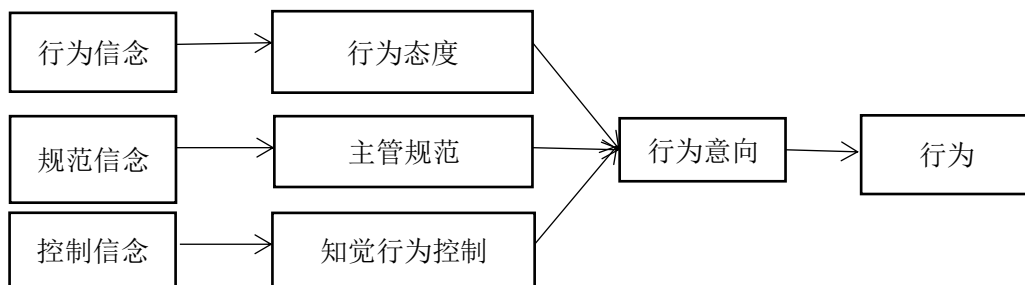 行为信念
行为态度
规范信念
主管规范
行为意向
行为
控制信念
知觉行为控制